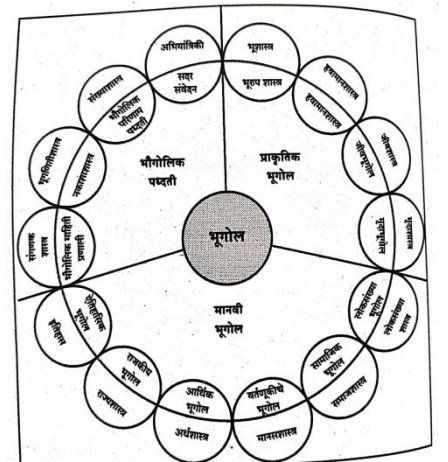 अभियांत्रिकी
सदर
संवेदन
भूशास्त्र
भूरुप शास्त्र
हवामानशास्त्र
हवामानशास्त्र
जीवशास्त्र
जीवभूगोल
मृदाशास्त्र
मृदाभूगोल
लोकसंख्या
भूगोल
लोकसंख्या
शास्त्र
सामाजिक
भूगोल
समाजशास्त्र
वर्तणूकीचे
भूगोल
मानसशास्त्र
आर्थिक
भूगोल
अर्थशास्त्र
राजकीय
भूगोल
राज्यशास्त्र
ऐतिहासिक
भूगोल
इतिहास
संगणक
शास्त्र
भौगोलिक माहिती
प्रणाली
भूमितीशास्त्र
नकाशाशास्त्र
संख्याशास्त्र
भौगोलिक
परिणाम
पध्दती
भौगोलिक
पध्दती
प्राकृतिक
भूगोल
भूगोल
मानवी
भूगोल